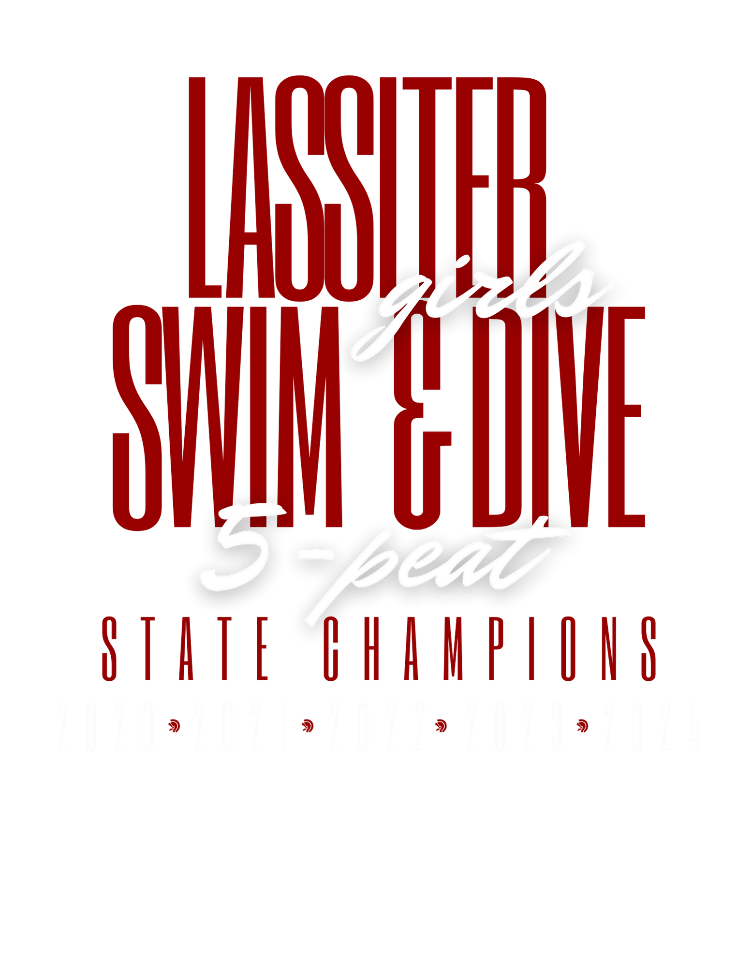 LASSITER
girls
SWIM & DIVE
5-peat
STATE CHAMPIONS
2020 2021 2022 2023 2024